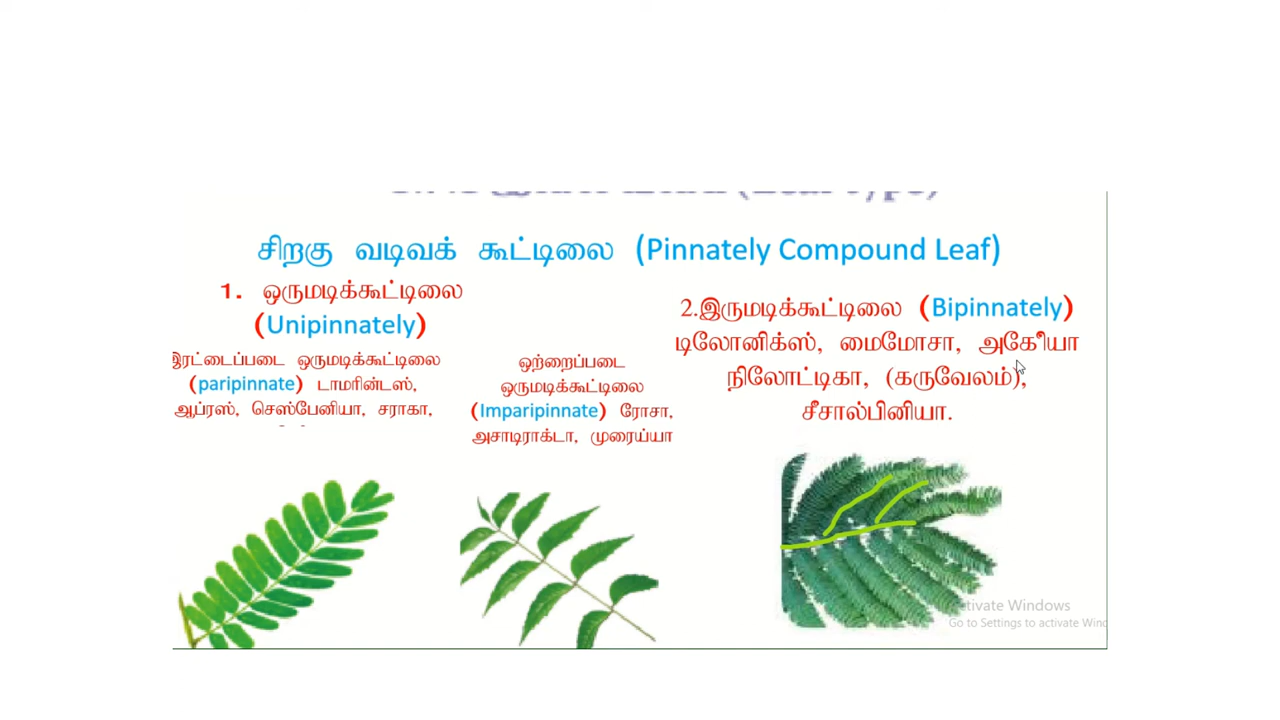 சிறகு வடிவக் கூட்டிலை (Pinnately Compound Leaf)
1. ஒருமடிக்கூட்டிலை
(Unipinnately)
இரட்டைப்படை ஒருமடிக்கூட்டிலை
(paripinnate) டாமரின்டஸ்,
ஆப்ரஸ், செஸ்பேனியா, சராகா,
ஒற்றைப்படை
ஒருமடிக்கூட்டிலை
(Imparipinnate) ரோசா,
அசாடிராக்டா, முரைய்யா
2.இருமடிக்கூட்டிலை (Bipinnately)
டிலோனிக்ஸ், மைமோசா, அகேீயா
நிலோட்டிகா, (கருவேலம்),
சீசால்பினியா.
Activate Windows
Go to Settings to activate Wind